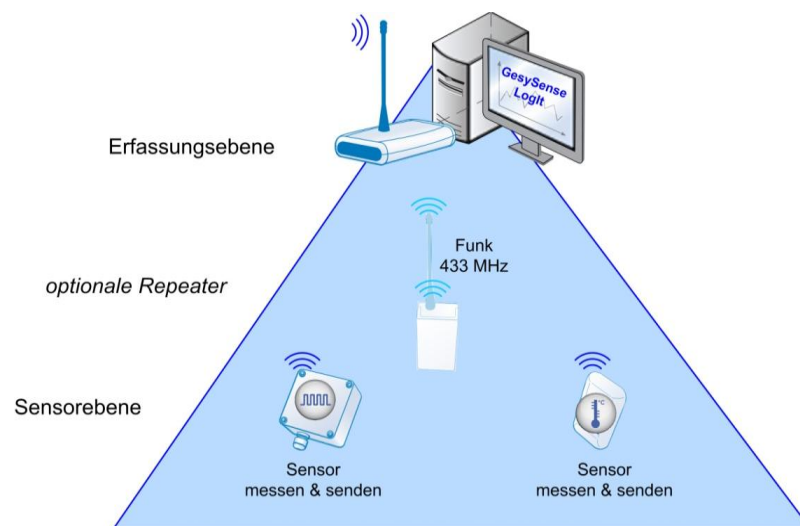 GesySense
LogIt
Erfassungsebene
Funk
433 MHz
optionale Repeater
°C
Sensorebene
Sensor
messen & senden
Sensor
messen & senden